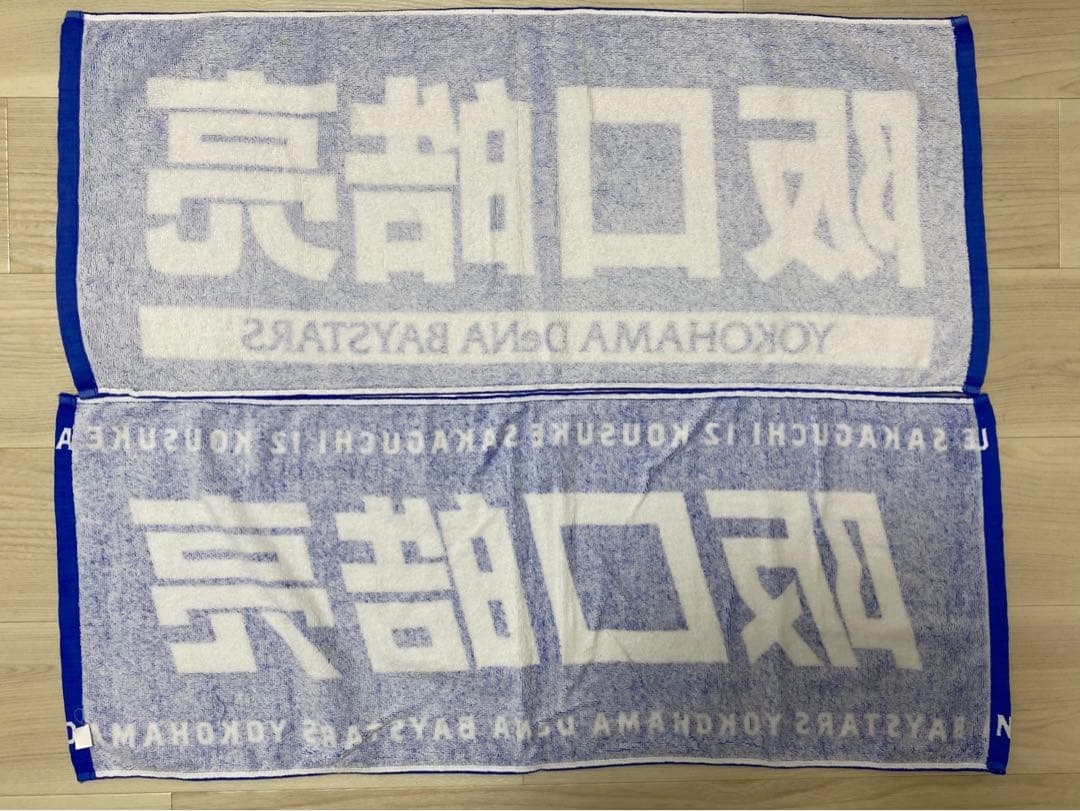 阪口皓亮
YOKOHAMA DeNA BAYSTARS
SAKAGUCHI 12 KOUSUKE SAKAGUCHI 12 KOUSUKE
阪口皓亮
BAYSTARS YOKOHAMA DeNA BAYSTARS YOKOHAMA